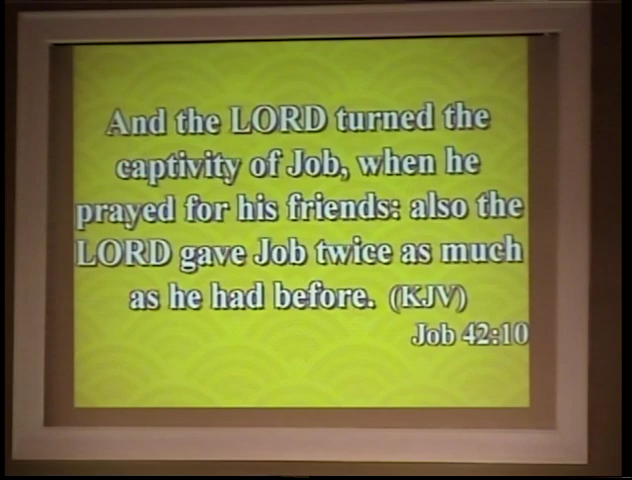 And the LORD turned the
captivity of Job, when he
prayed for his friends: also the
LORD gave Job twice as much
as he had before. (KJV)
Job 42:10